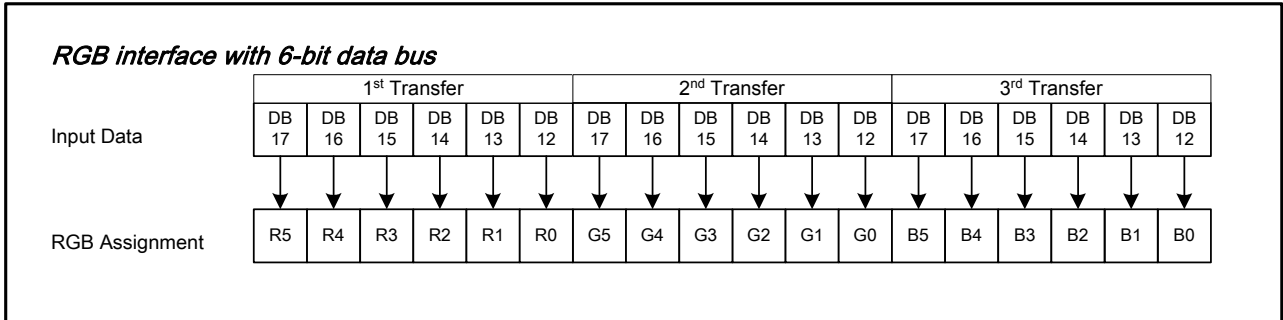 RGB interface with 6-bit data bus
1st Transfer 2nd Transfer 3rd Transfer
Input Data DB 17 DB 16 DB 15 DB 14 DB 13 DB 12 DB 17 DB 16 DB 15 DB 14 DB 13 DB 12 DB 17 DB 16 DB 15 DB 14 DB 13 DB 12
RGB Assignment R5 R4 R3 R2 R1 R0 G5 G4 G3 G2 G1 G0 B5 B4 B3 B2 B1 B0